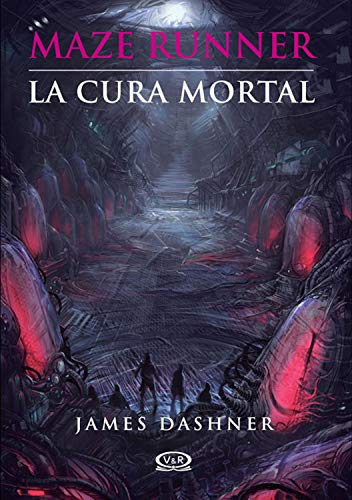 MAZE RUNNER
LA CURA MORTAL
JAMES DASHNER
V&R